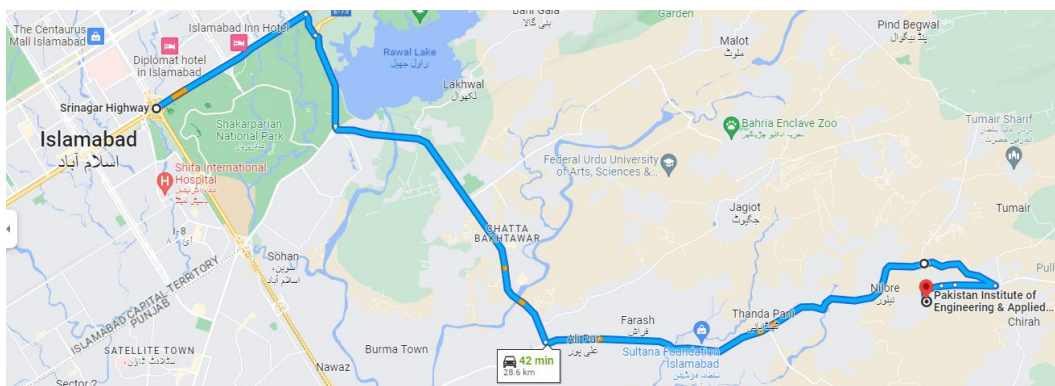 The Centaurus
Mall Islamabad
Islamabad Inn Hotel
Diplomat hotel
in Islamabad
Srinagar Highway
Islamabad
اسلام آباد
Shakarparian
National Park
Shifa International
Hospital
I-8
Sohan
ISLAMABAD CAPITAL TERRITORY
PUNJAB
SATELLITE TOWN
سٹلائٹ ٹاؤن
Sector 2
Nawaz
Burma Town
Rawal Lake
راول جھیل
Lakhwal
لکھوال
بنی گالا
Garden
Malot
ملوٹ
Pind Begwal
پنڈ بیگوال
Bahria Enclave Zoo
Tumair Sharif
Federal Urdu University
of Arts, Sciences &...
Jagiot
جگیوٹ
Tumair
CHATTA
BAKHTAWAR
Ali Pur
علی پور
Farash
فراش
Sultana Foundation
Islamabad
Thanda Pani
Nilore
نیلور
Pakistan Institute of
Engineering & Applied...
Chirah
Pull
42 min
28.6 km